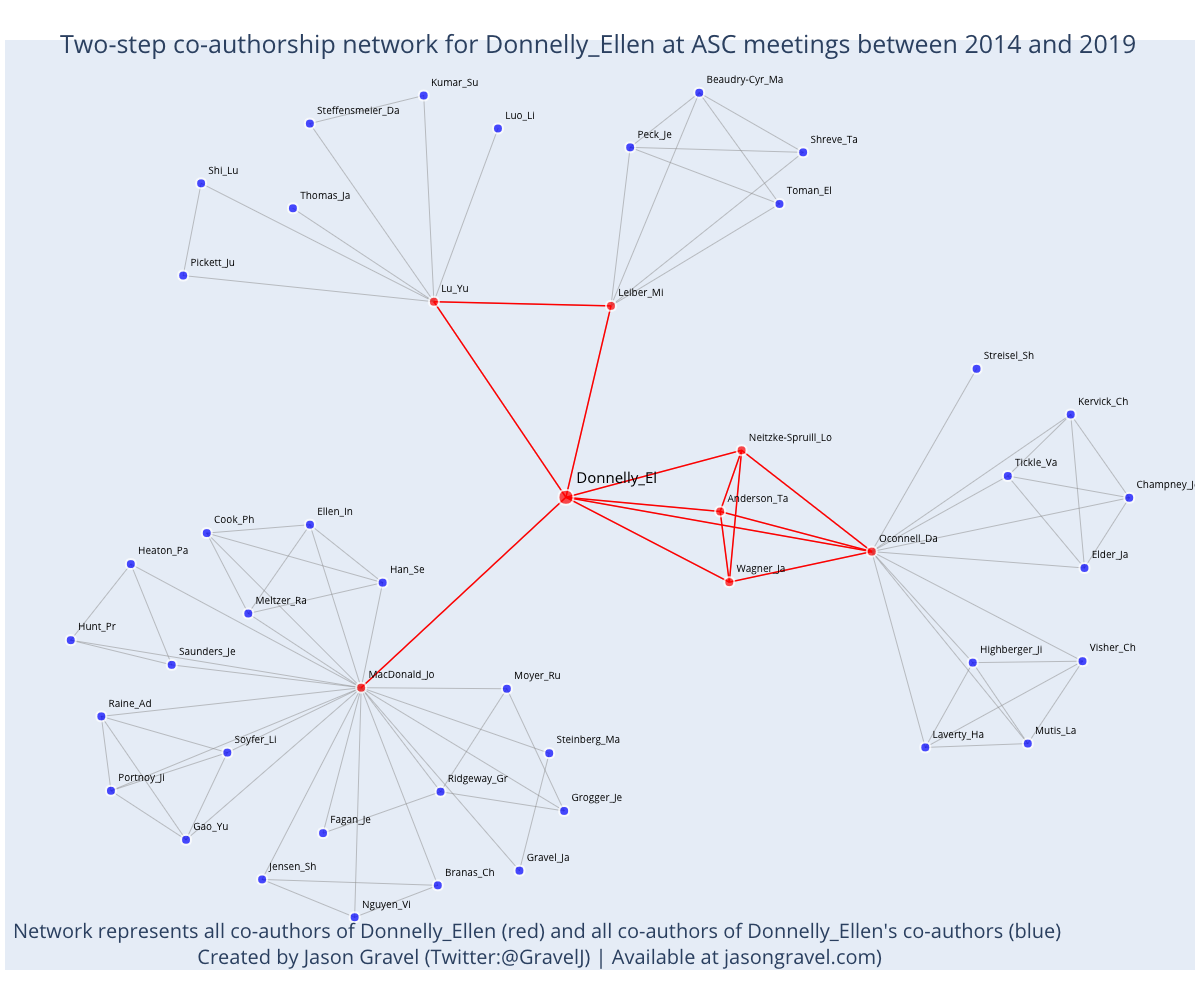 Two-step co-authorship network for Donnelly_Ellen at ASC meetings between 2014 and 2019
Beaudry-Cyr_Ma
Kumar_Su
Steffensmeier_Da
Luo_Li
Peck_Je
Shreve_Ta
Shi_Lu
Toman_El
Thomas_Ja
Pickett_Ju
Lu_Yu
Leiber_Mi
Streisel_Sh
Kervick_Ch
Neitzke-Spruill_Lo
Tickle_Va
Donnelly_El
Champney_J
Anderson_Ta
Ellen_In
Cook_Ph
Oconnell_Da
Heaton_Pa
Elder_Ja
Han_Se
Wagner_Ja
Meltzer_Ra
Hunt_Pr
Highberger_Ji
Visher_Ch
Saunders_Je
MacDonald_Jo
Moyer_Ru
Raine_Ad
Laverty_Ha
Mutis_La
Soyfer_Li
Steinberg_Ma
Portnoy_Ji
Ridgeway_Gr
Grogger_Je
Fagan_Je
Gao_Yu
Gravel_Ja
Jensen_Sh
Branas_Ch
Nguyen_Vi
Network represents all co-authors of Donnelly_Ellen (red) and all co-authors of Donnelly_Ellen's co-authors (blue)
Created by Jason Gravel (Twitter:@GravelJ) | Available at jasongravel.com)